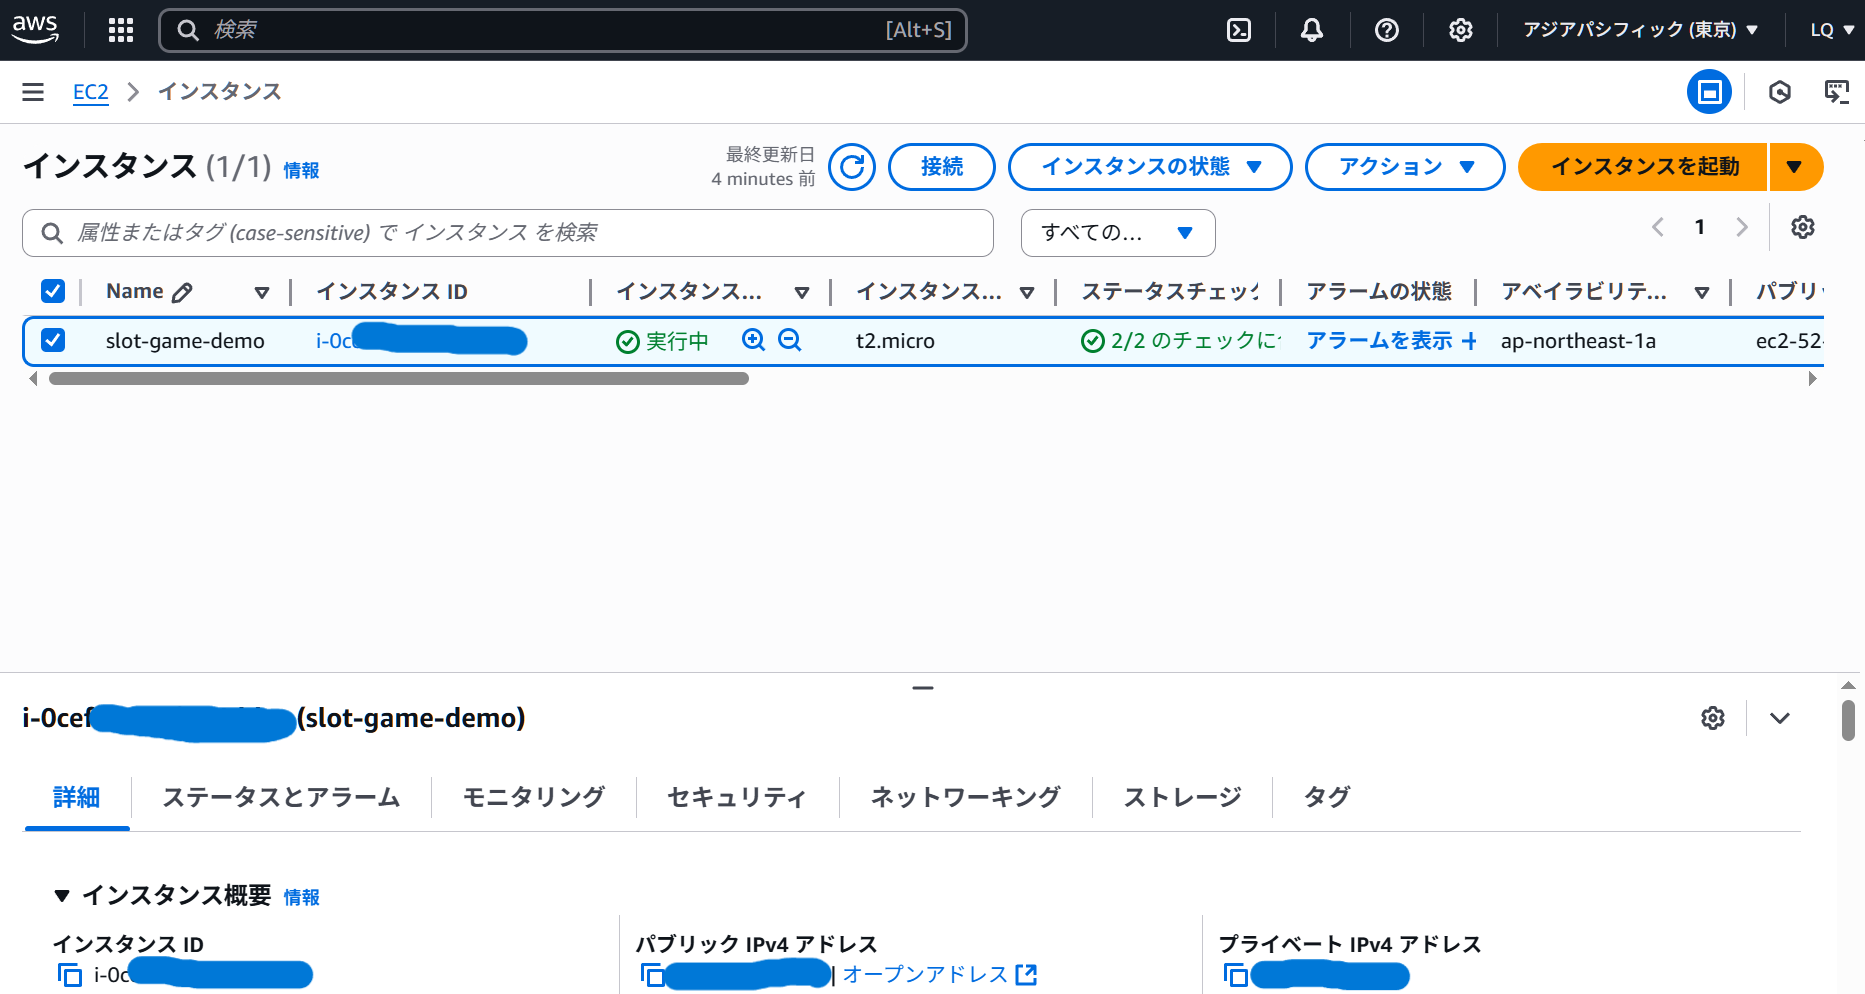 aws
検索 [Alt+S]
アジアパシフィック (東京)
LQ
EC2
インスタンス
インスタンス (1/1) 情報
最終更新日
4 minutes 前
接続
インスタンスの状態
アクション
インスタンスを起動
属性またはタグ (case-sensitive) で インスタンス を検索
すべての...
1
Name インスタンス ID インスタンス... インスタンス... ステータスチェック アラームの状態 アベイラビリテ... パブリ
slot-game-demo i-0ce 実行中 t2.micro 2/2 のチェックに アラームを表示 + ap-northeast-1a ec2-52-
i-0cef (slot-game-demo)
詳細 ステータスとアラーム モニタリング セキュリティ ネットワーキング ストレージ タグ
インスタンス概要 情報
インスタンス ID
i-0c
パブリック IPv4 アドレス
| オープンアドレス
プライベート IPv4 アドレス